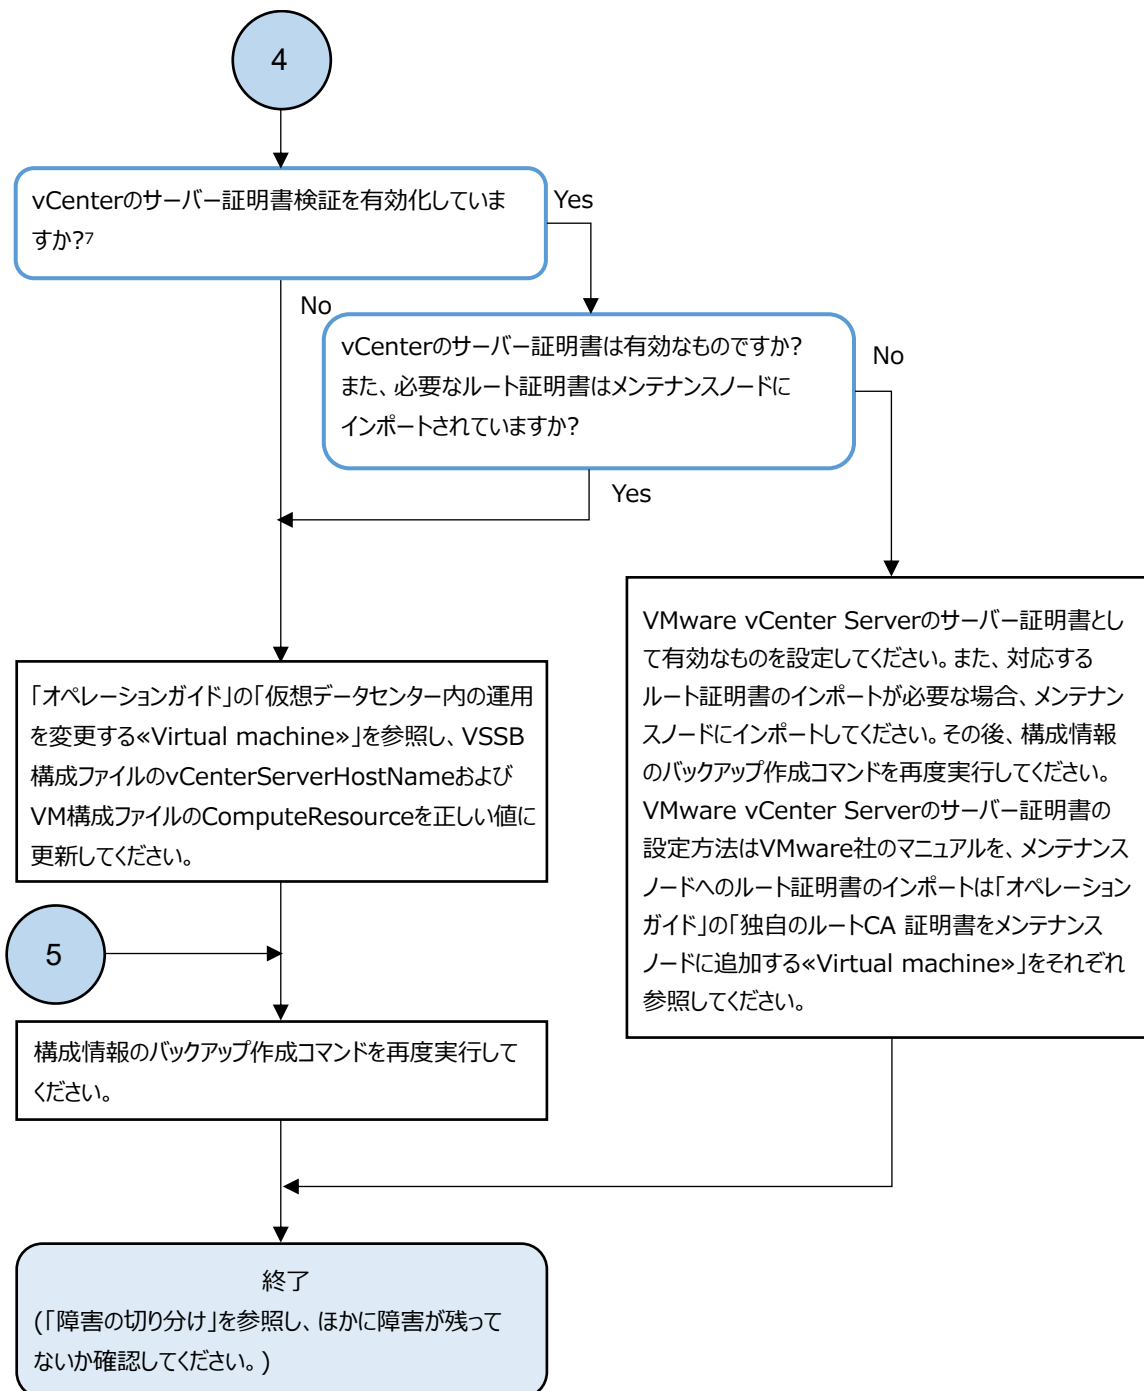 4
vCenterのサーバー証明書検証を有効化していま
すか?7
Yes
No
vCenterのサーバー証明書は有効なものですか?
また、必要なルート証明書はメンテナンスノードに
インポートされていますか?
No
Yes
VMware vCenter Serverのサーバー証明書とし
て有効なものを設定してください。また、対応する
ルート証明書のインポートが必要な場合、メンテナン
スノードにインポートしてください。その後、構成情報
のバックアップ作成コマンドを再度実行してください。
VMware vCenter Serverのサーバー証明書の
設定方法はVMware社のマニュアルを、メンテナンス
ノードへのルート証明書のインポートは「オペレーション
ガイド」の「独自のルートCA 証明書をメンテナンス
ノードに追加する«Virtual machine»」をそれぞれ
参照してください。
「オペレーションガイド」の「仮想データセンター内の運用
を変更する«Virtual machine»」を参照し、VSSB
構成ファイルのvCenterServerHostNameおよび
VM構成ファイルのComputeResourceを正しい値に
更新してください。
5
構成情報のバックアップ作成コマンドを再度実行して
ください。
終了
(「障害の切り分け」を参照し、ほかに障害が残って
ないか確認してください。)